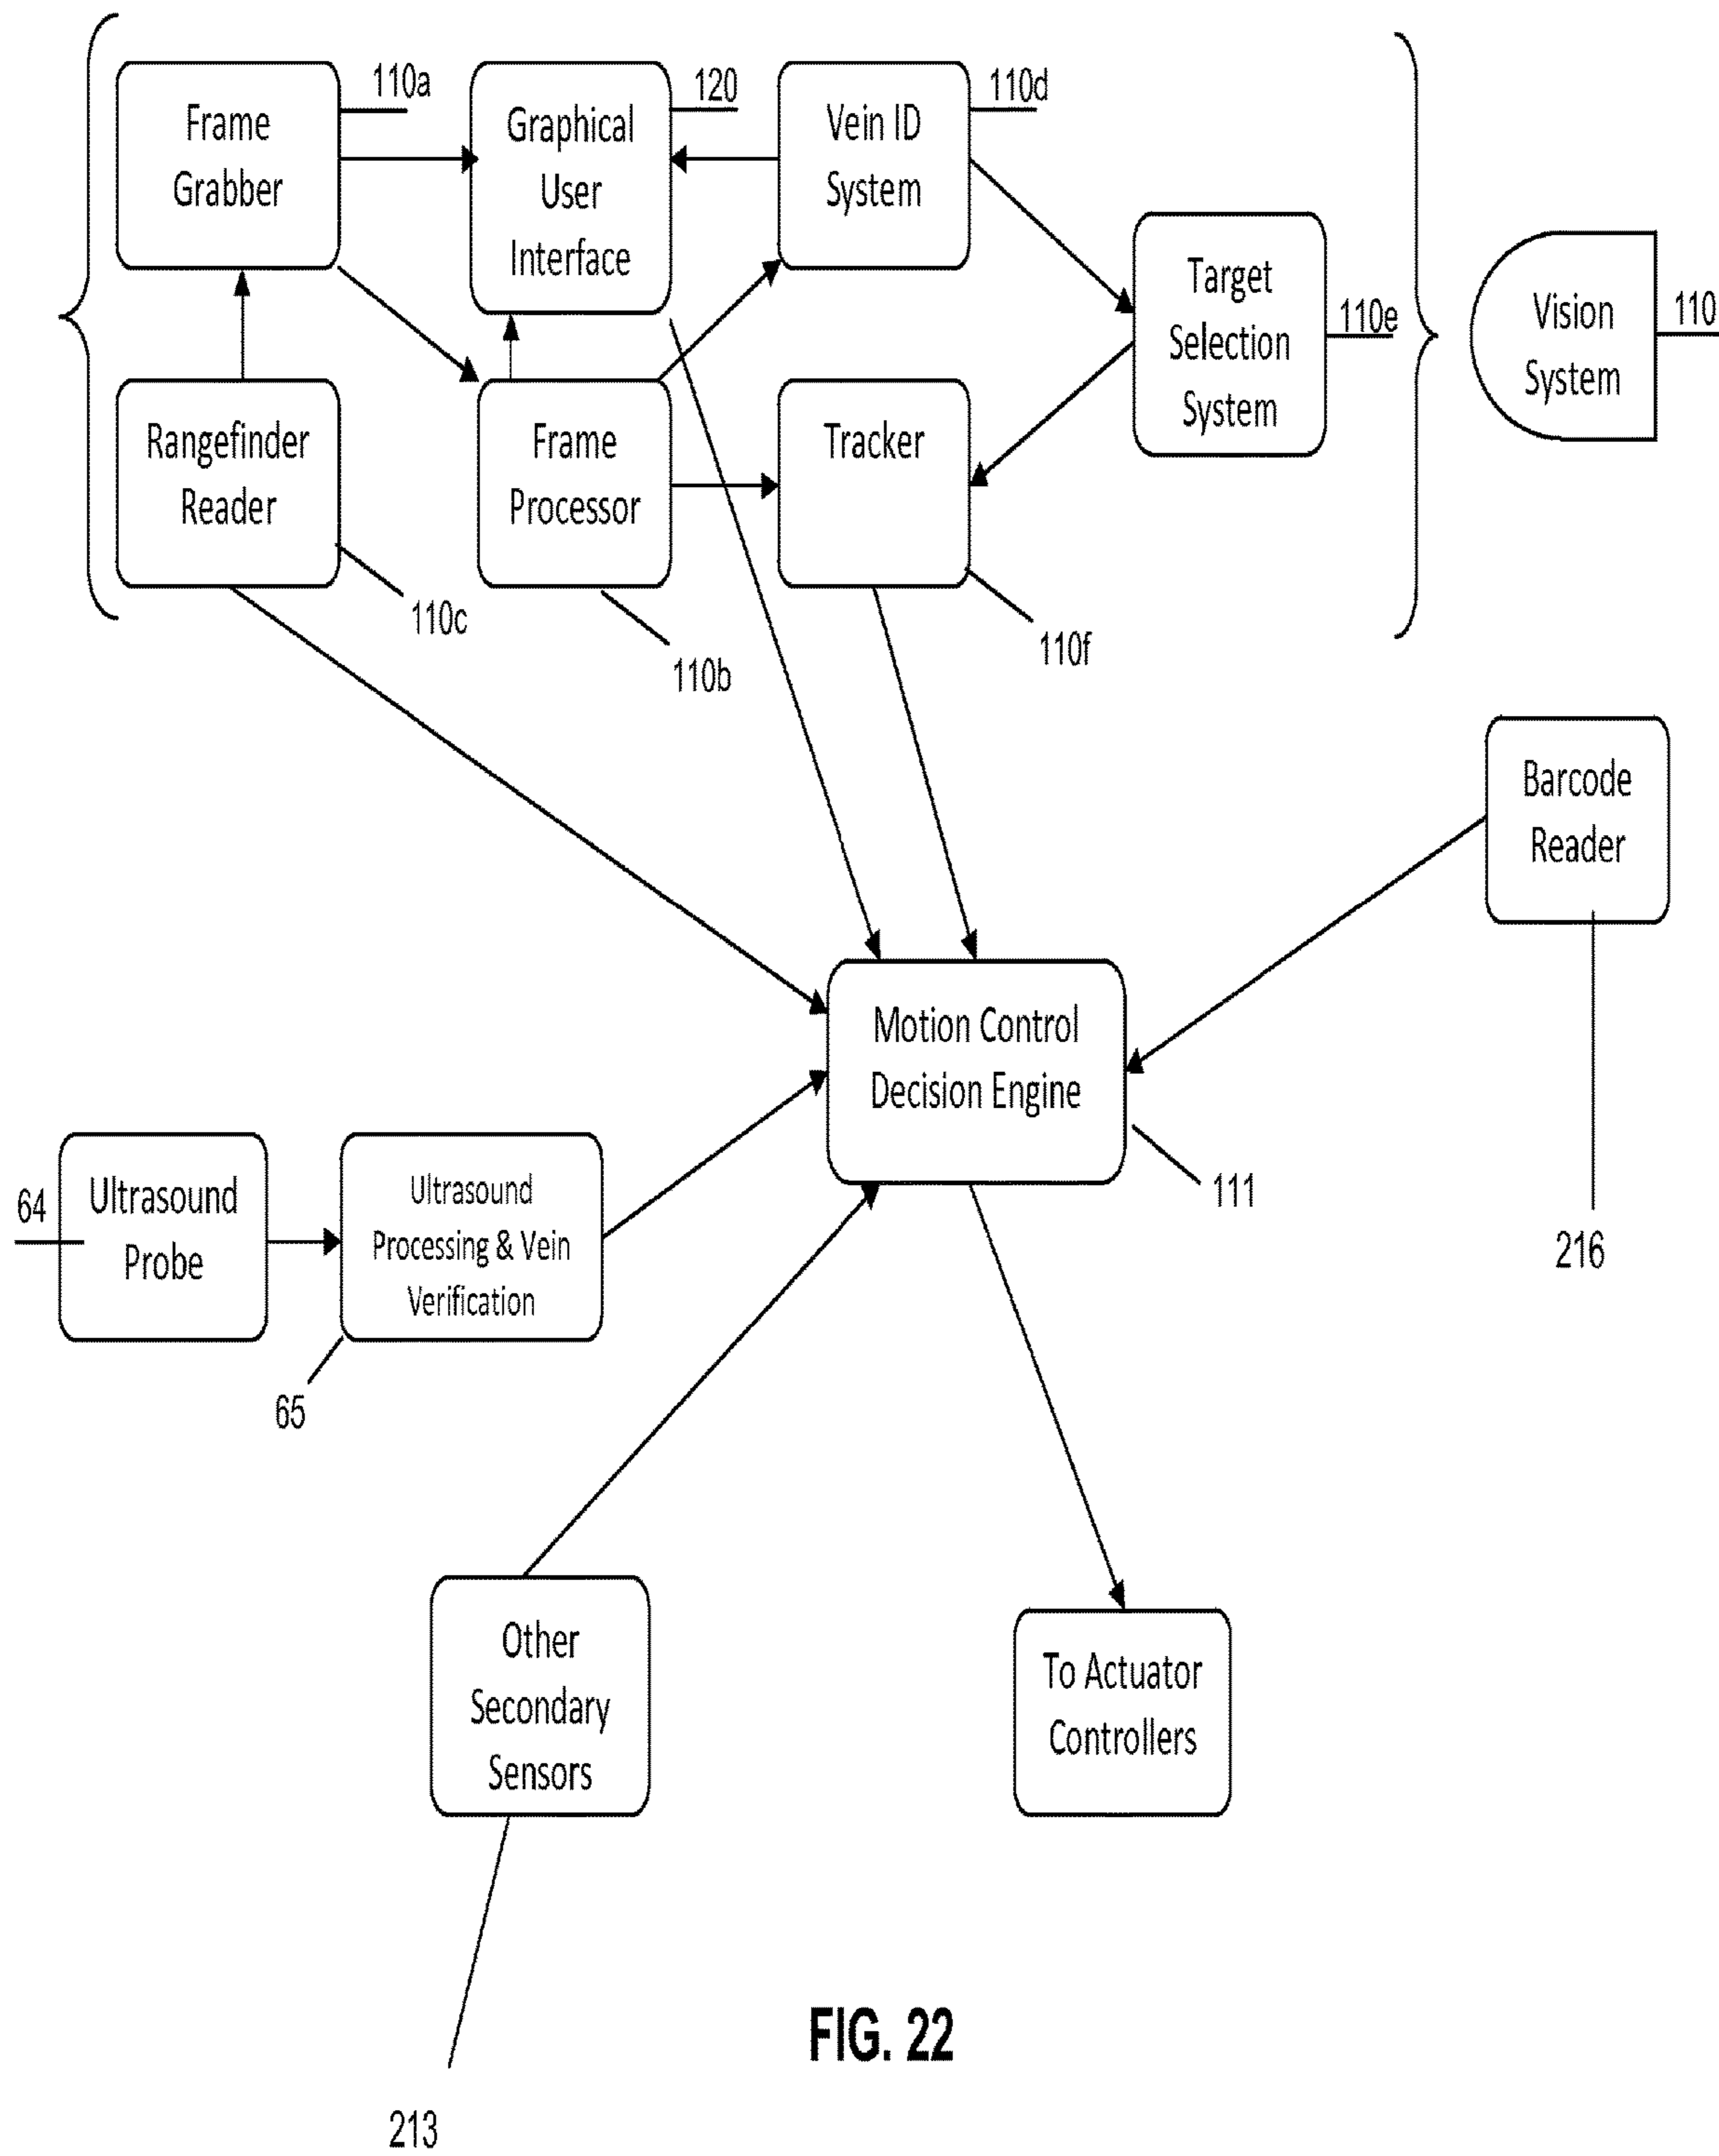 110a
Frame
Grabber
120
Graphical
User
Interface
110d
Vein ID
System
Target
Selection
System
110e
Vision
System
110
Rangefinder
Reader
110c
Frame
Processor
110b
Tracker
110f
Barcode
Reader
216
Motion Control
Decision Engine
111
64
Ultrasound
Probe
Ultrasound
Processing & Vein
Verification
65
Other
Secondary
Sensors
213
To Actuator
Controllers
FIG. 22